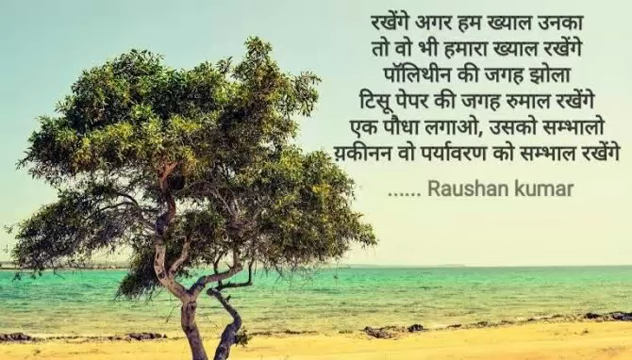 रखेंगे अगर हम ख्याल उनका
तो वो भी हमारा ख्याल रखेंगे
पॉलिथीन की जगह झोला
टिसू पेपर की जगह रुमाल रखेंगे
एक पौधा लगाओ, उसको सम्भालो
य़कीनन वो पर्यावरण को सम्भाल रखेंगे
...... Raushan kumar